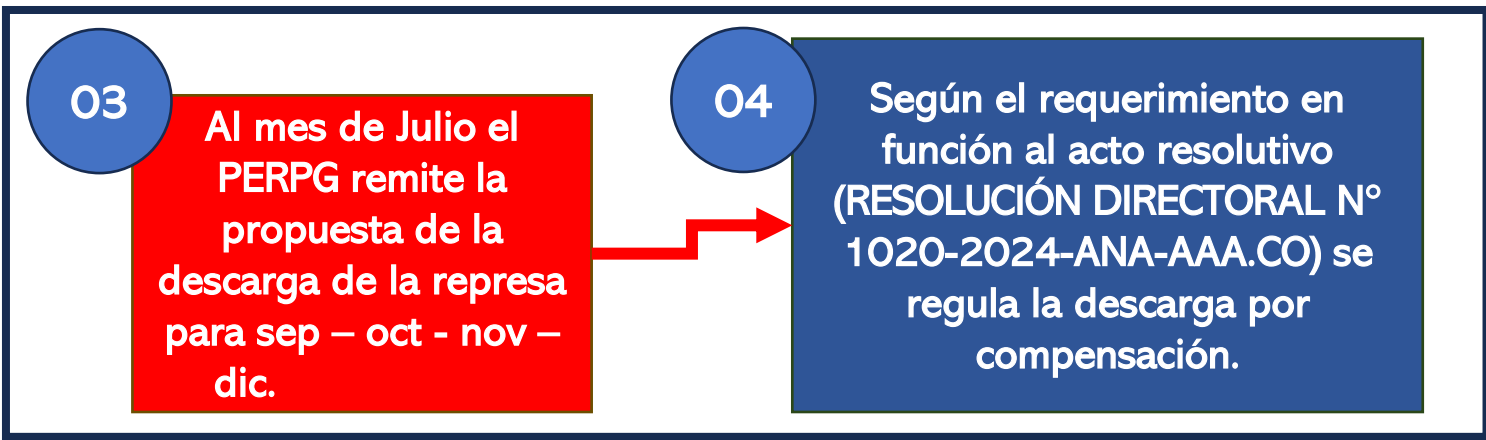 03
Al mes de Julio el
PERPG remite la
propuesta de la
descarga de la represa
para sep – oct - nov –
dic.
04
Según el requerimiento en
función al acto resolutivo
(RESOLUCIÓN DIRECTORAL N°
1020-2024-ANA-AAA.CO) se
regula la descarga por
compensación.